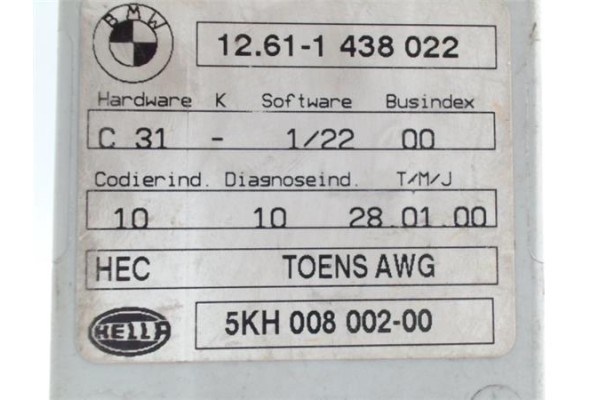 BMW
12.61-1 438 022
Hardware K Software Busindex
C 31 - 1/22 00
Codierind. Diagnoseind. T/M/J
10 10 28.01.00
HEC TOENS AWG
HELLA 5KH 008 002-00